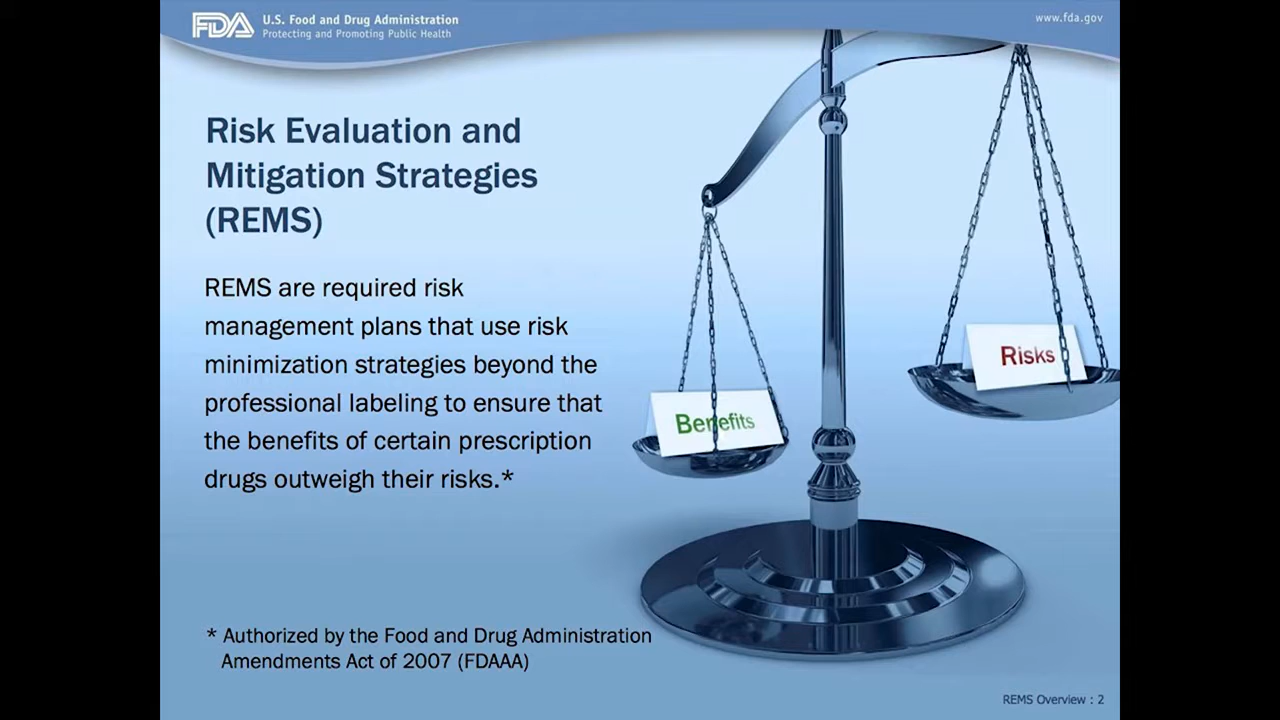 FDA U.S. Food and Drug Administration
Protecting and Promoting Public Health
www.fda.gov
Risk Evaluation and
Mitigation Strategies
(REMS)
REMS are required risk
management plans that use risk
minimization strategies beyond the
professional labeling to ensure that
the benefits of certain prescription
drugs outweigh their risks.*
Benefits
Risks
* Authorized by the Food and Drug Administration
Amendments Act of 2007 (FDAAA)
REMS Overview : 2